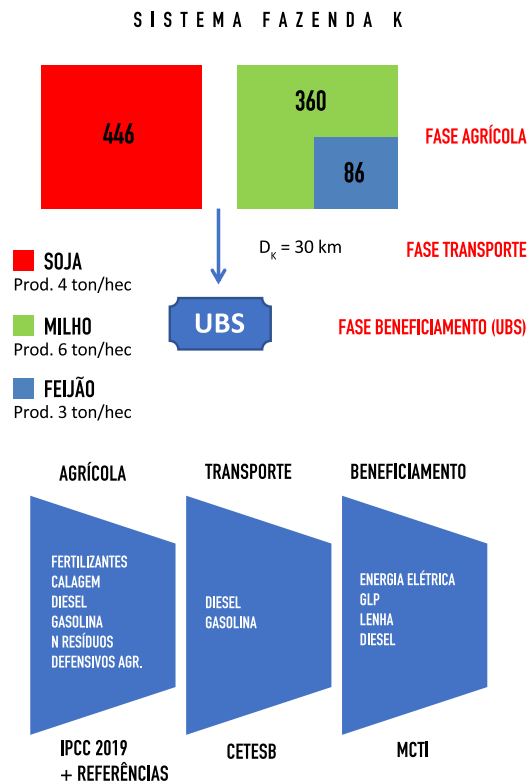 SISTEMA FAZENDA K
446
360
86
FASE AGRÍCOLA
D_K = 30 km
FASE TRANSPORTE
SOJA
Prod. 4 ton/hec
UBS
FASE BENEFICIAMENTO (UBS)
MILHO
Prod. 6 ton/hec
FEIJÃO
Prod. 3 ton/hec
AGRÍCOLA
FERTILIZANTES
CALAGEM
DIESEL
GASOLINA
N RESÍDUOS
DEFENSIVOS AGR.
IPCC 2019
+ REFERÊNCIAS
TRANSPORTE
DIESEL
GASOLINA
CETESB
BENEFICIAMENTO
ENERGIA ELÉTRICA
GLP
LENHA
DIESEL
MCTI